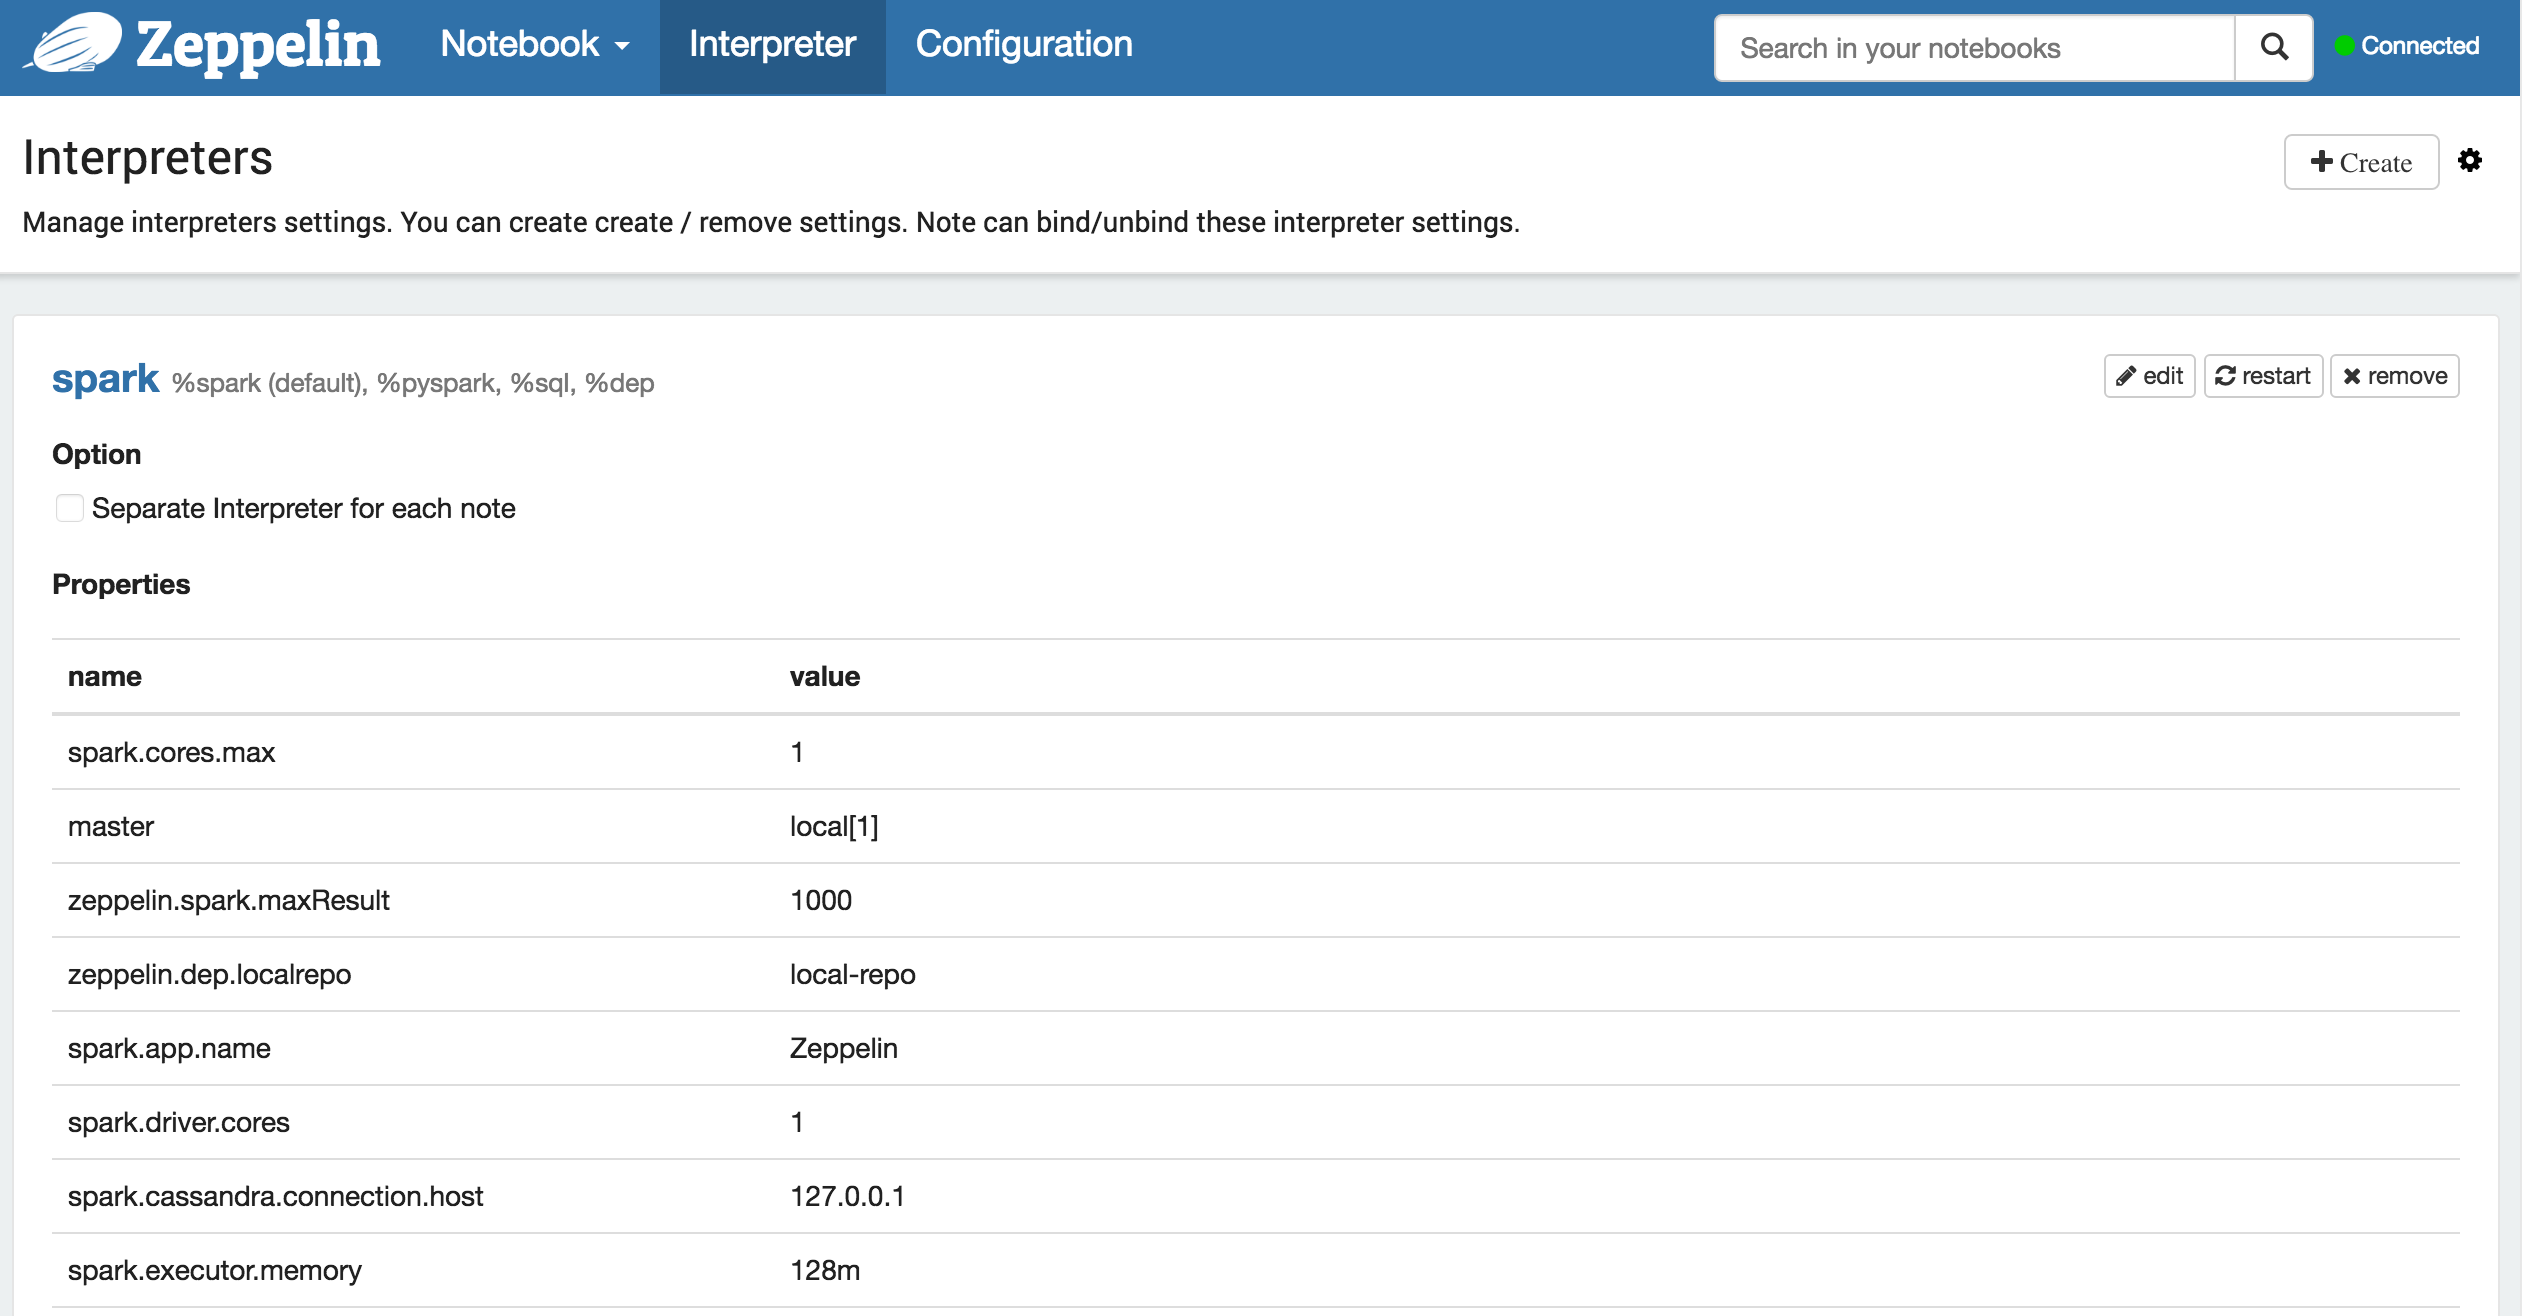 Zeppelin Notebook Interpreter Configuration Search in your notebooks Connected
Interpreters
Create
Manage interpreters settings. You can create create / remove settings. Note can bind/unbind these interpreter settings.
spark %spark (default), %pyspark, %sql, %dep
edit restart remove
Option
Separate Interpreter for each note
Properties
name value
spark.cores.max 1
master local[1]
zeppelin.spark.maxResult 1000
zeppelin.dep.localrepo local-repo
spark.app.name Zeppelin
spark.driver.cores 1
spark.cassandra.connection.host 127.0.0.1
spark.executor.memory 128m